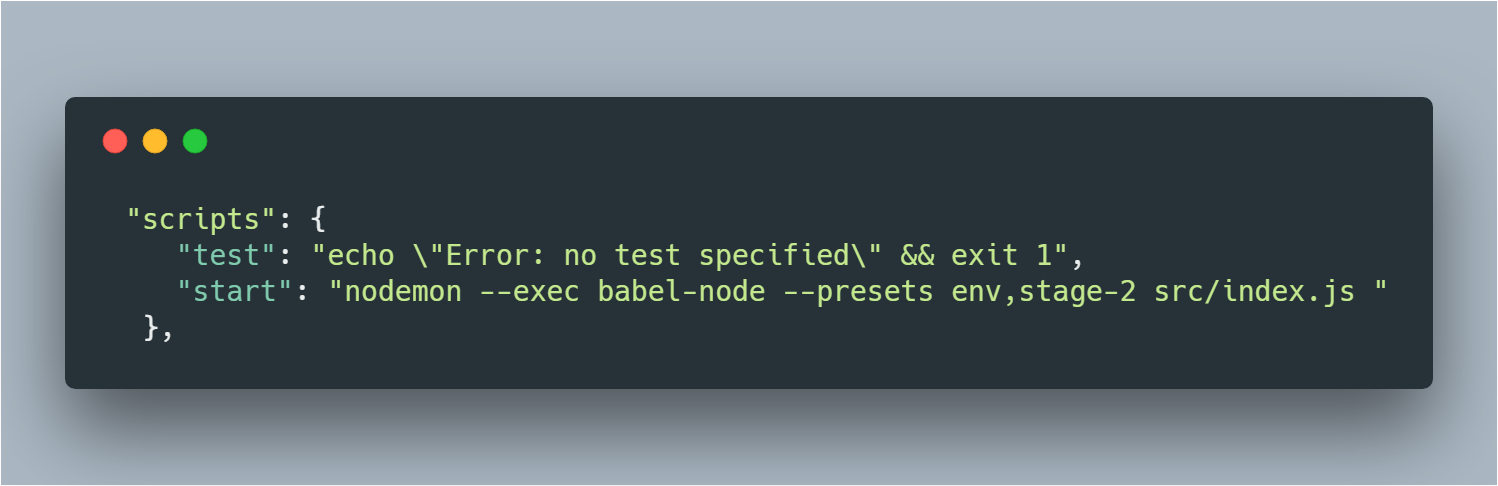 "scripts": {
"test": "echo \"Error: no test specified\" && exit 1",
"start": "nodemon --exec babel-node --presets env,stage-2 src/index.js "
},